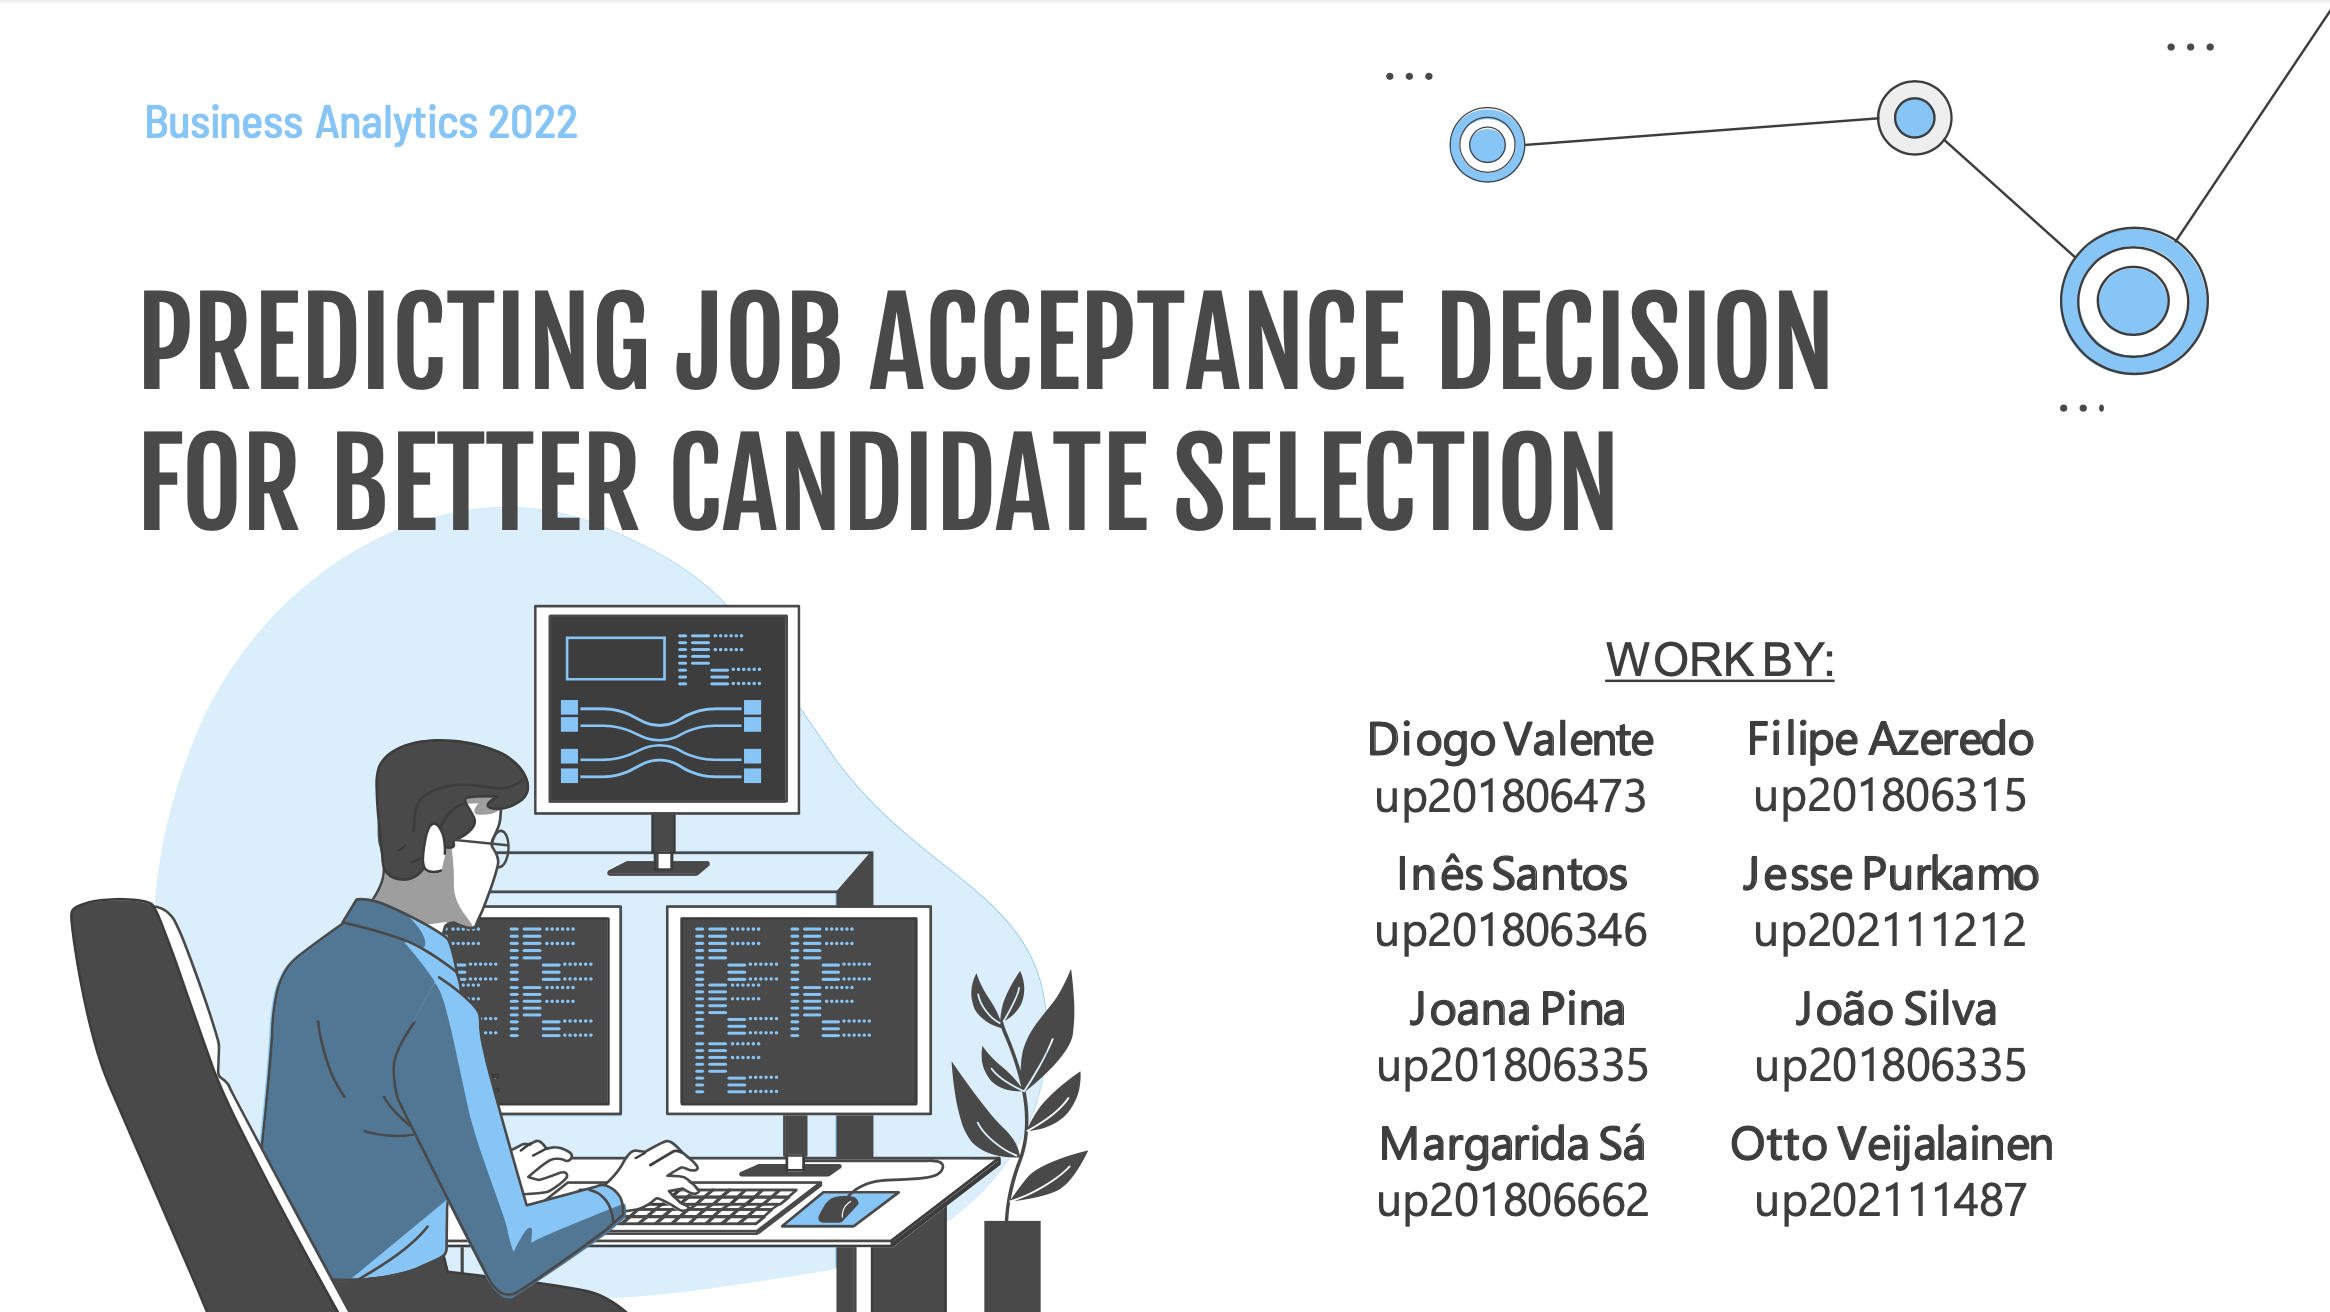 Business Analytics 2022
PREDICTING JOB ACCEPTANCE DECISION
FOR BETTER CANDIDATE SELECTION
WORK BY:
Diogo Valente
up201806473
Filipe Azeredo
up201806315
Inês Santos
up201806346
Jesse Purkamo
up202111212
Joana Pina
up201806335
João Silva
up201806335
Margarida Sá
up201806662
Otto Veijalainen
up202111487